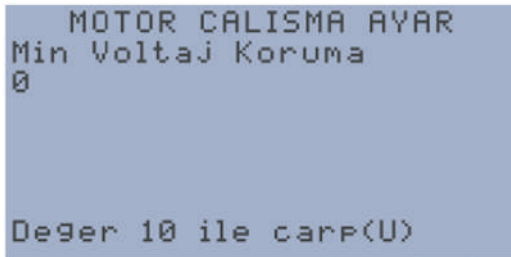 MOTOR CALISMA AYAR
Min Voltaj Koruma
0
Deger 10 ile carp(U)